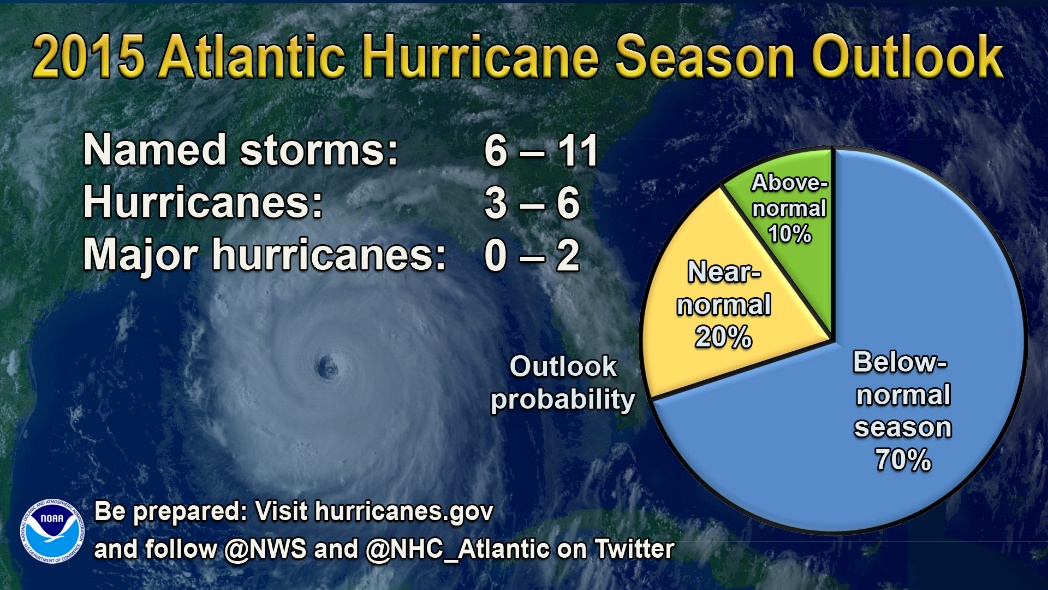 2015 Atlantic Hurricane Season Outlook
Named storms: 6 – 11
Hurricanes: 3 – 6
Major hurricanes: 0 – 2
Above-
normal
10%
Near-
normal
20%
Outlook
probability
Below-
normal
season
70%
NOAA
Be prepared: Visit hurricanes.gov
and follow @NWS and @NHC_Atlantic on Twitter